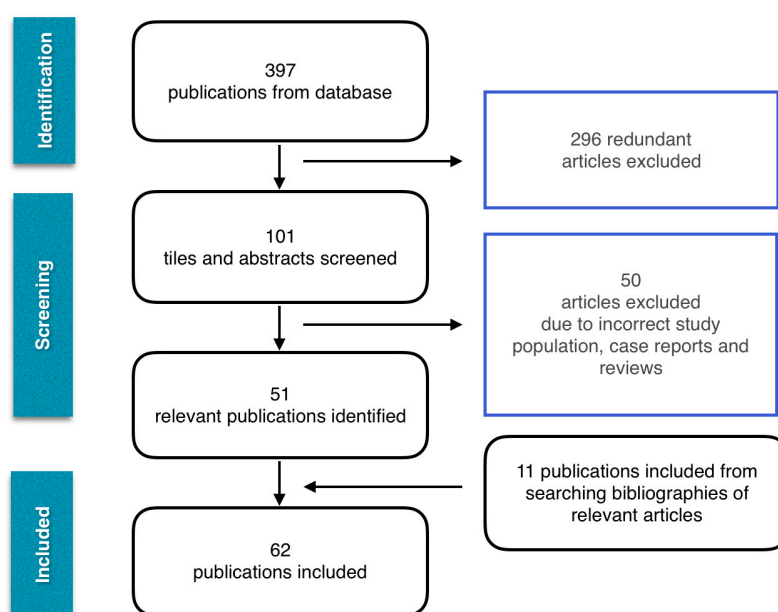 Identification
397
publications from database
296 redundant
articles excluded
Screening
101
tiles and abstracts screened
50
articles excluded
due to incorrect study
population, case reports and
reviews
51
relevant publications identified
11 publications included from
searching bibliographies of
relevant articles
Included
62
publications included